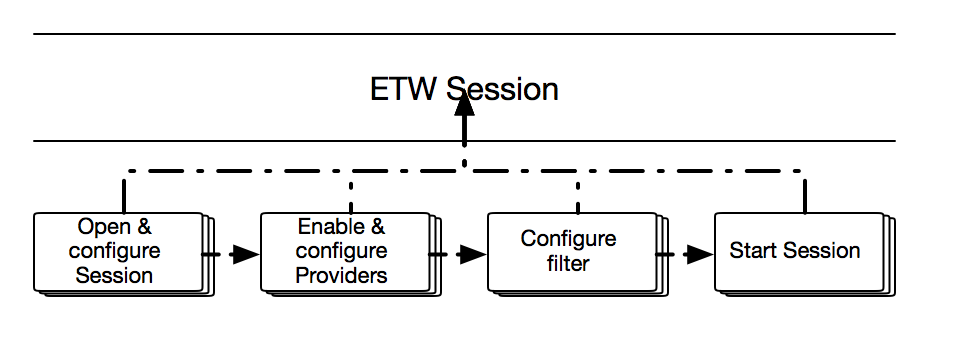 ETW Session
Open &
configure
Session
Enable &
configure
Providers
Configure
filter
Start Session